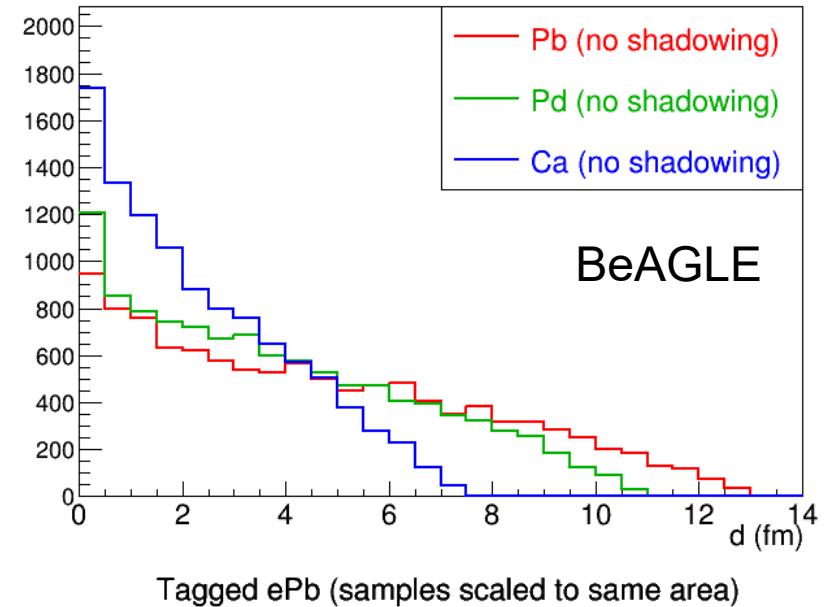 2000
1800
1600
1400
1200
1000
800
600
400
200
0
Pb (no shadowing)
Pd (no shadowing)
Ca (no shadowing)
BeAGLE
0 2 4 6 8 10 12 14
d (fm)
Tagged ePb (samples scaled to same area)